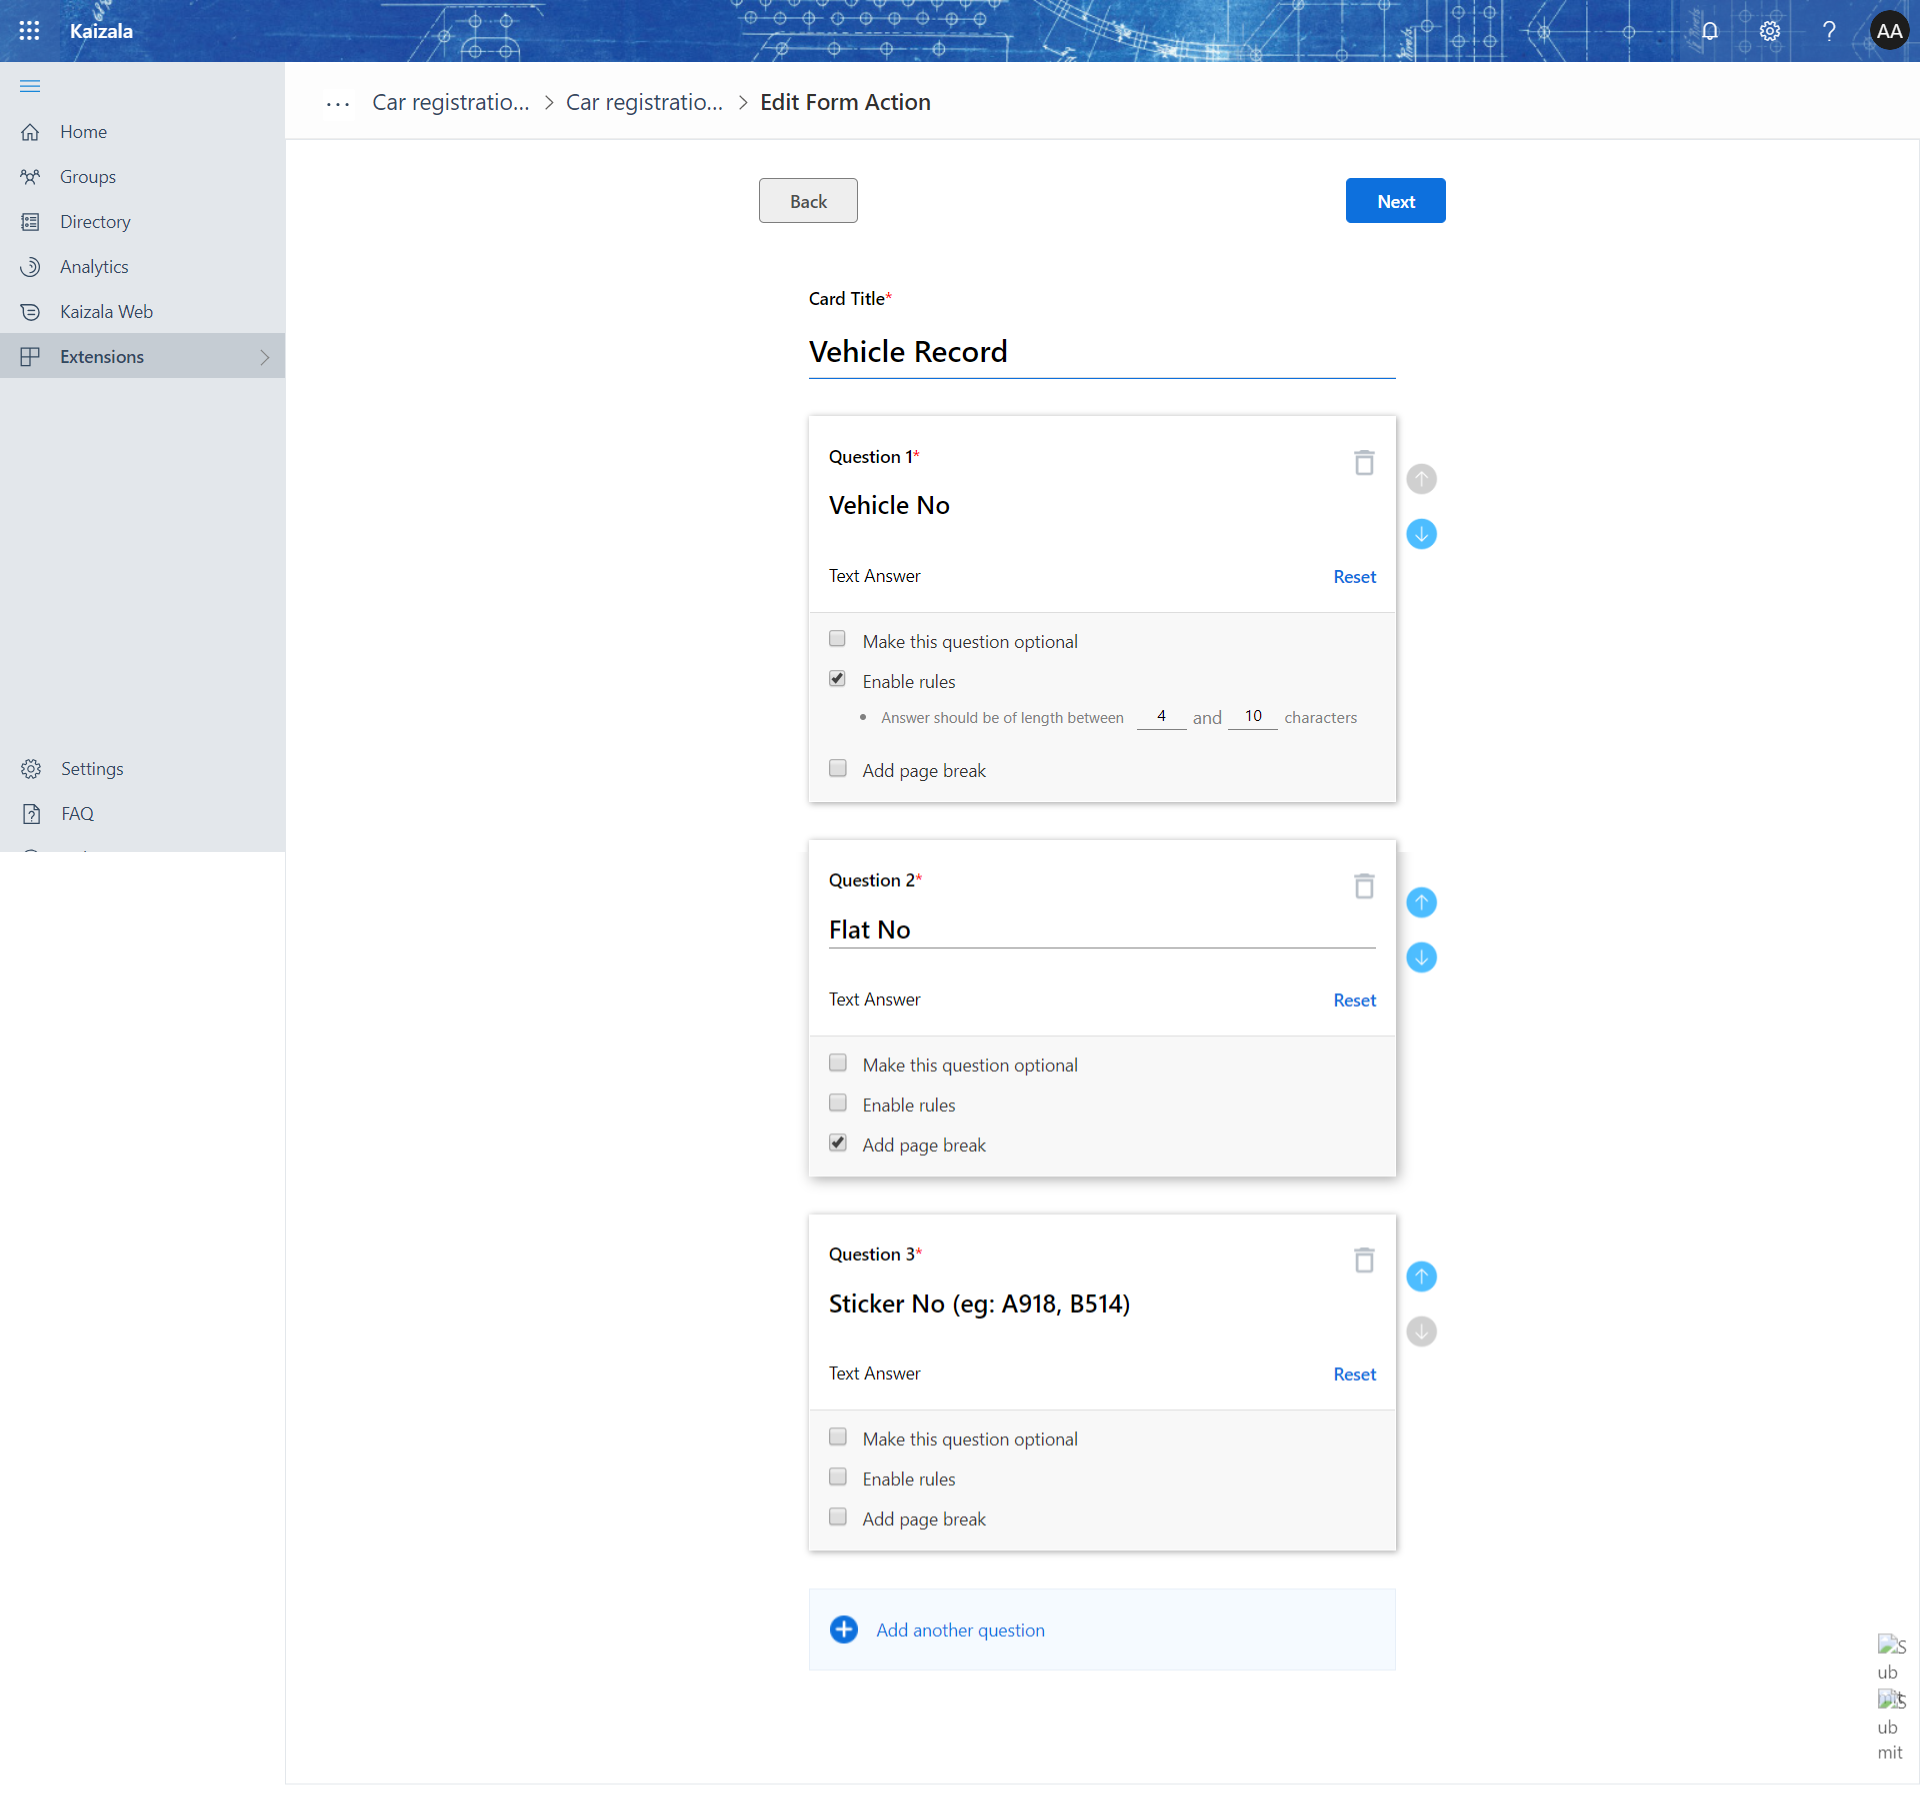 Kaizala
?
AA
... Car registratio... > Car registratio... > Edit Form Action
Home
Groups
Directory
Analytics
Kaizala Web
Extensions
Settings
FAQ
Back
Next
Card Title*
Vehicle Record
Question 1*
Vehicle No
Text Answer
Reset
Make this question optional
Enable rules
• Answer should be of length between 4 and 10 characters
Add page break
Question 2*
Flat No
Text Answer
Reset
Make this question optional
Enable rules
Add page break
Question 3*
Sticker No (eg: A918, B514)
Text Answer
Reset
Make this question optional
Enable rules
Add page break
Add another question
S
ub
mit
S
ub
mit